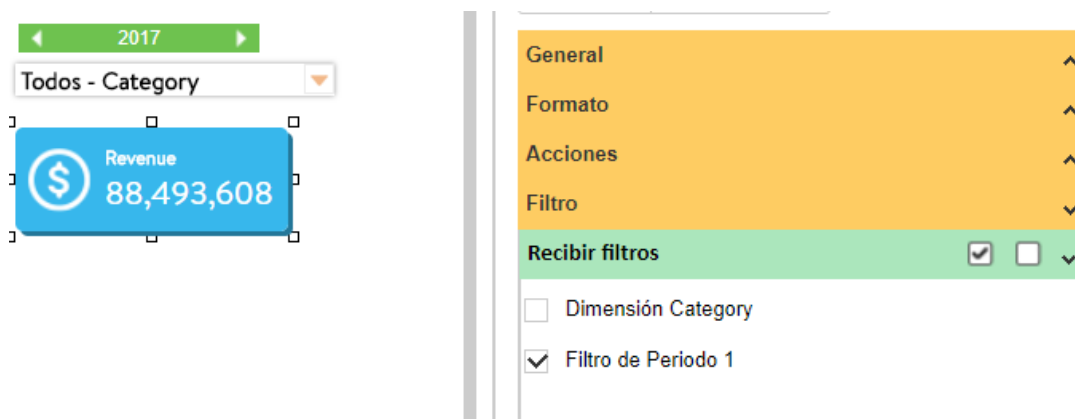 2017
Todos - Category
Revenue
88,493,608
General
Formato
Acciones
Filtro
Recibir filtros
Dimensión Category
Filtro de Periodo 1